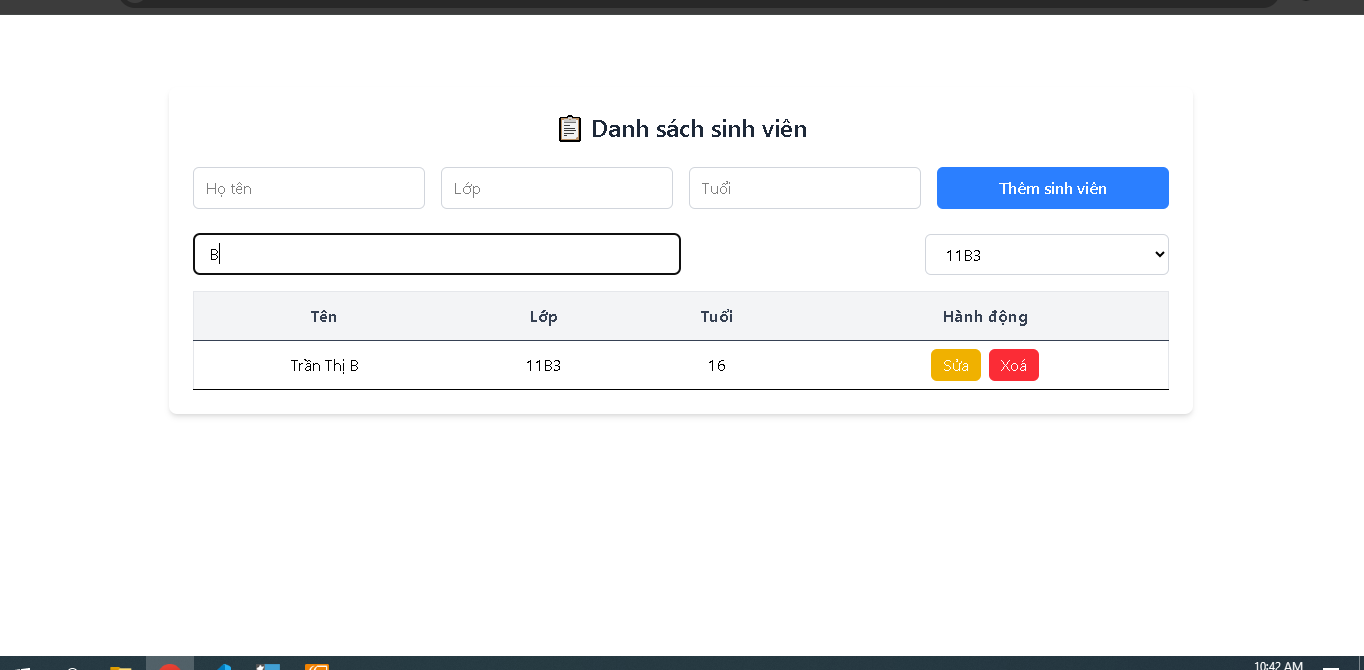 📋 Danh sách sinh viên
Họ tên Lớp Tuổi Thêm sinh viên
B 11B3
Tên Lớp Tuổi Hành động
Trần Thị B 11B3 16 Sửa Xoá
10:42 AM